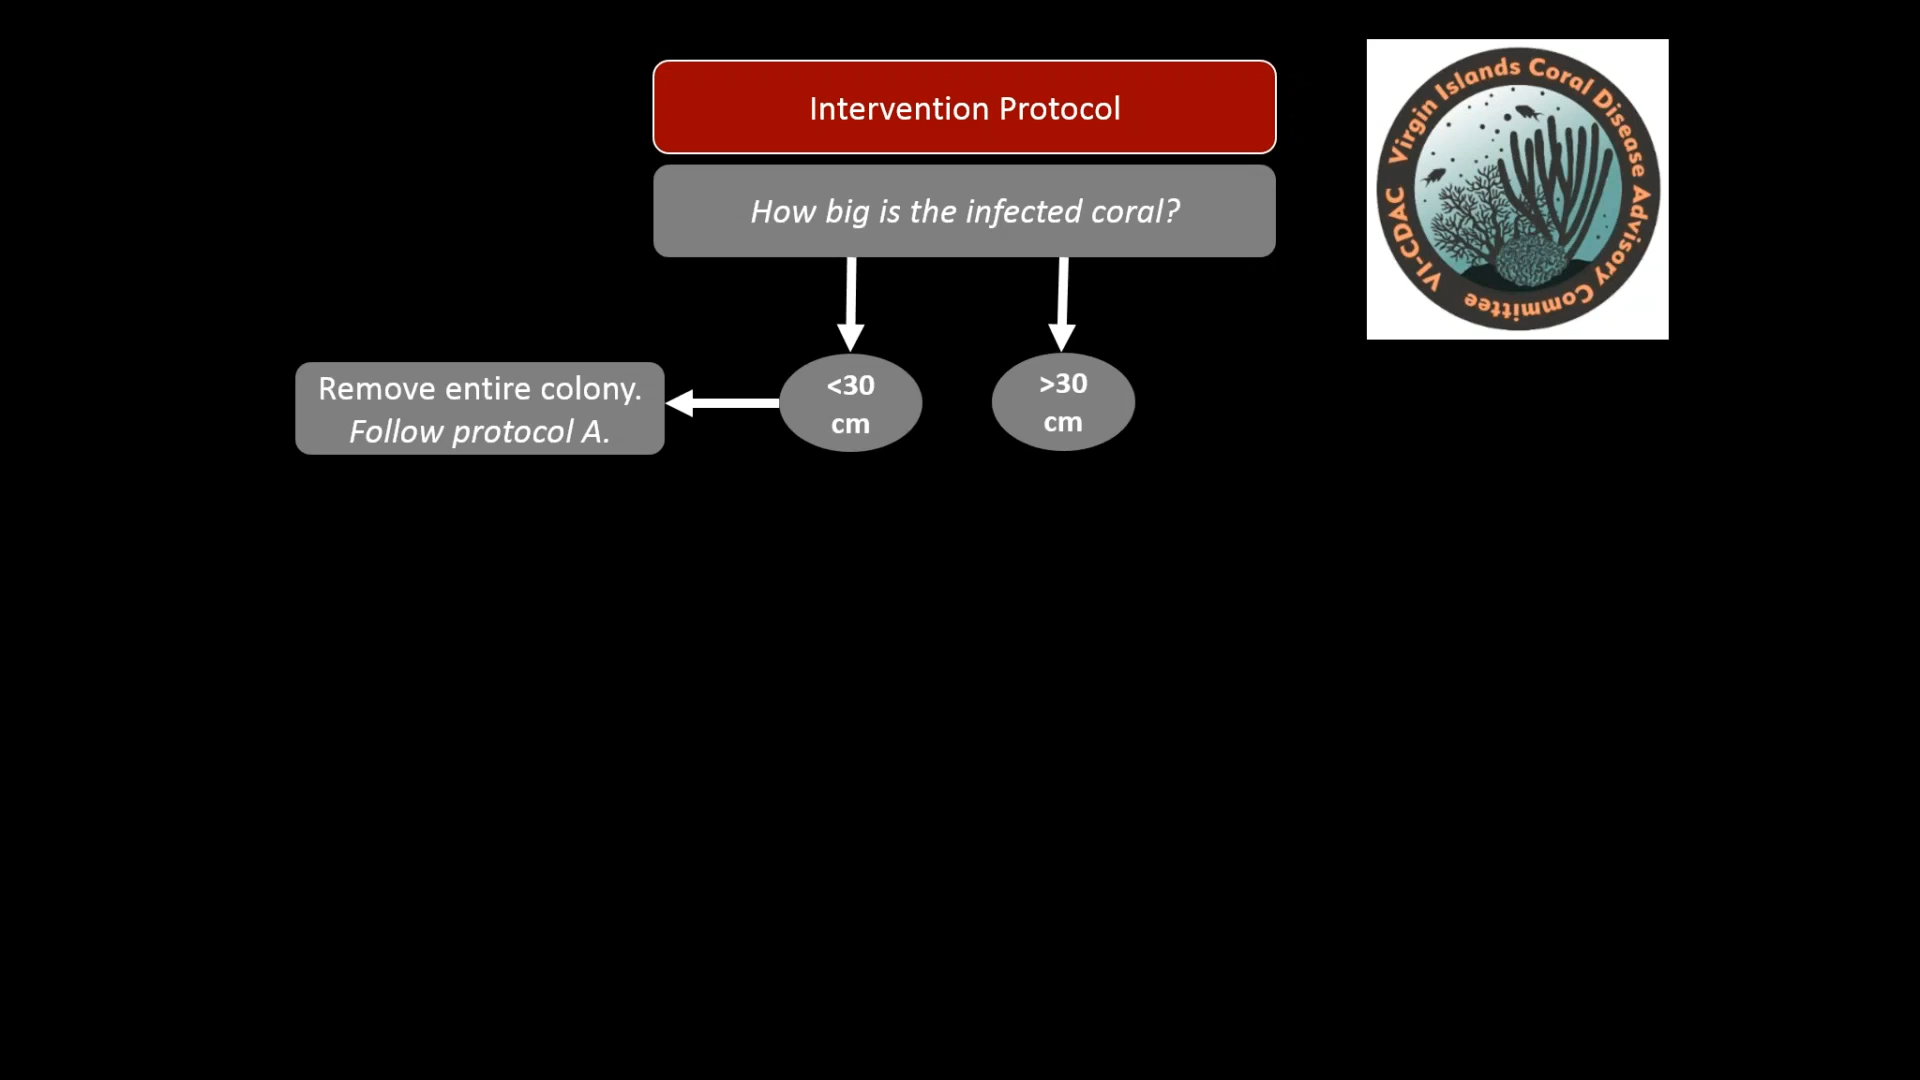 Intervention Protocol
How big is the infected coral?
<30
cm
>30
cm
Remove entire colony.
Follow protocol A.
Virgin Islands Coral Disease Advisory Committee
VI-CDAC